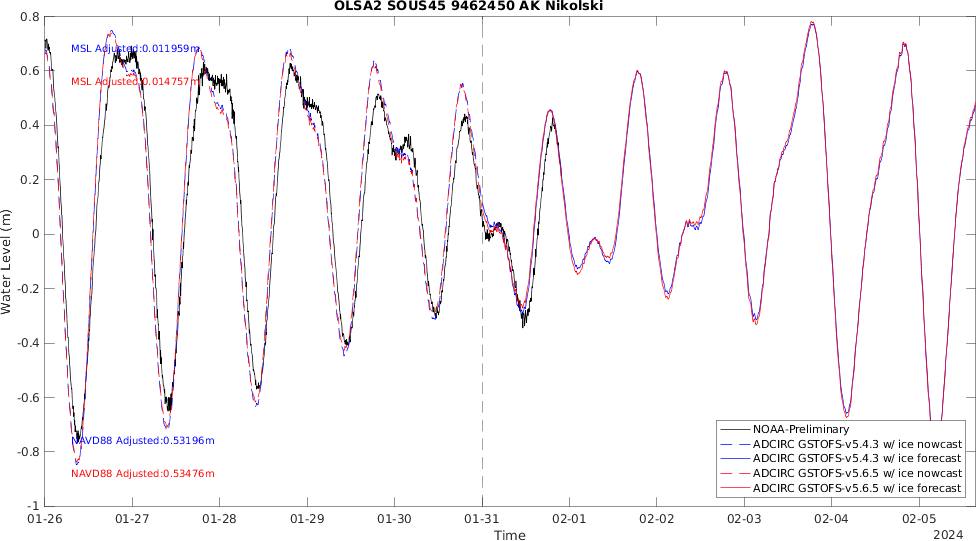 OLSA2 SOUS45 9462450 AK Nikolski
0.8
0.6
0.4
0.2
0
-0.2
-0.4
-0.6
-0.8
-1
Water Level (m)
MSL Adjusted:0.011959m
MSL Adjusted:0.014757m
NAVD88 Adjusted:0.53196m
NAVD88 Adjusted:0.53476m
NOAA-Preliminary
ADCIRC GSTOFS-v5.4.3 w/ ice nowcast
ADCIRC GSTOFS-v5.4.3 w/ ice forecast
ADCIRC GSTOFS-v5.6.5 w/ ice nowcast
ADCIRC GSTOFS-v5.6.5 w/ ice forecast
01-26 01-27 01-28 01-29 01-30 01-31 02-01 02-02 02-03 02-04 02-05
Time
2024